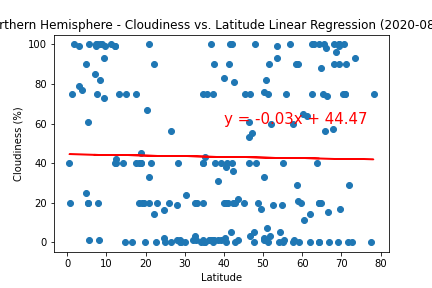 rthern Hemisphere - Cloudiness vs. Latitude Linear Regression (2020-08
100
80
60
40
20
0
Cloudiness (%)
y = -0.03x + 44.47
0 10 20 30 40 50 60 70 80
Latitude